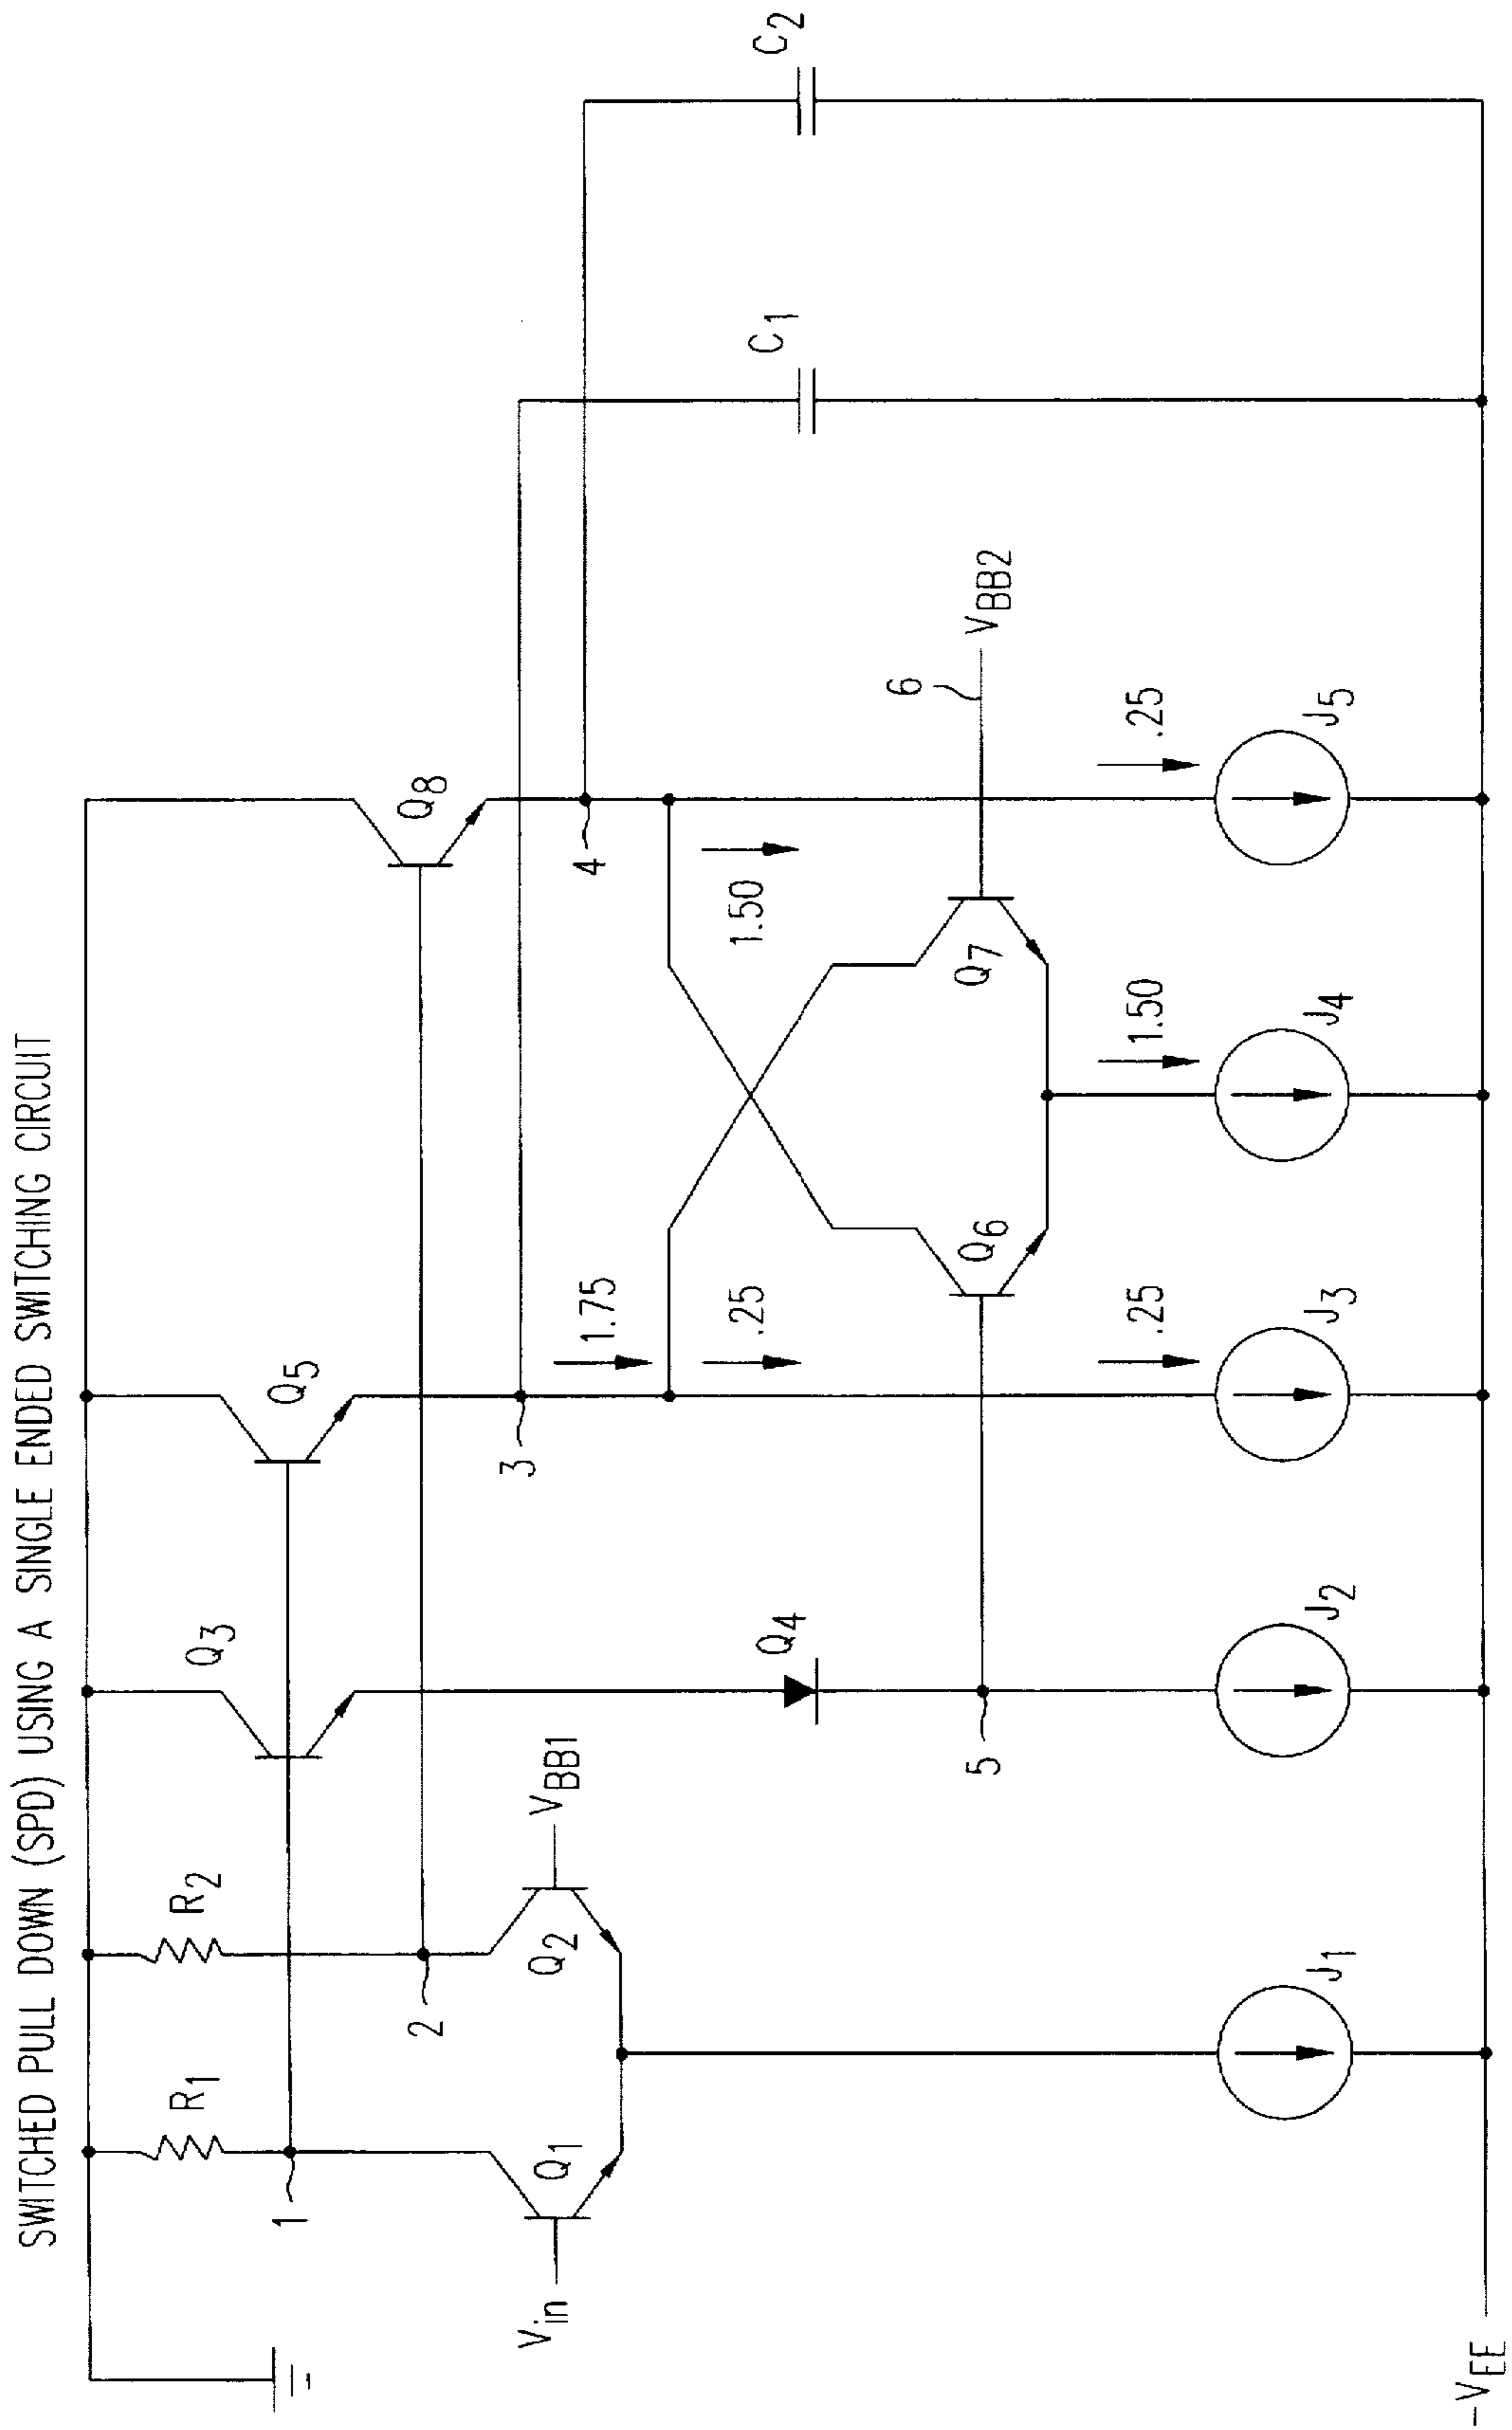 SWITCHED PULL DOWN (SPD) USING A SINGLE ENDED SWITCHING CIRCUIT
R1
R2
Q3
Q5
Q8
C1
C2
1
2
3
4
1.75
.25
1.50
Vin
Q1
Q2
VBB1
Q4
5
Q6
Q7
6
VBB2
.25
1.50
.25
J1
J2
J3
J4
J5
-VEE